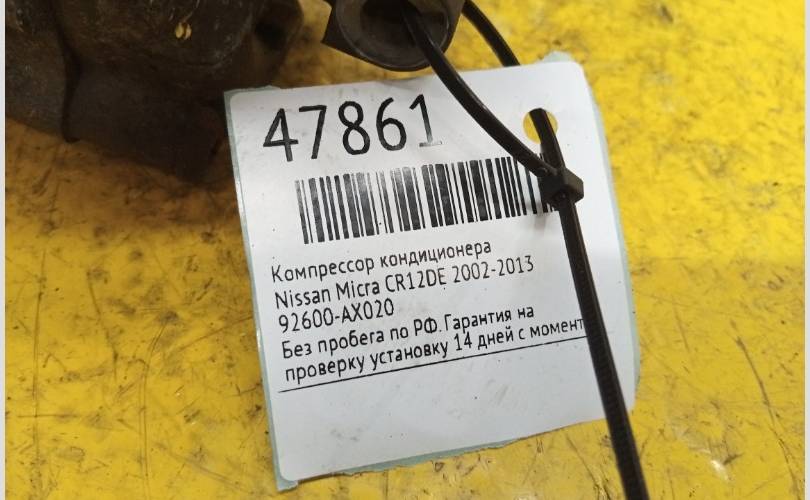 47861
Компрессор кондиционера
Nissan Micra CR12DE 2002-2013
92600-AX020
Без пробега по РФ. Гарантия на
проверку установку 14 дней с момент